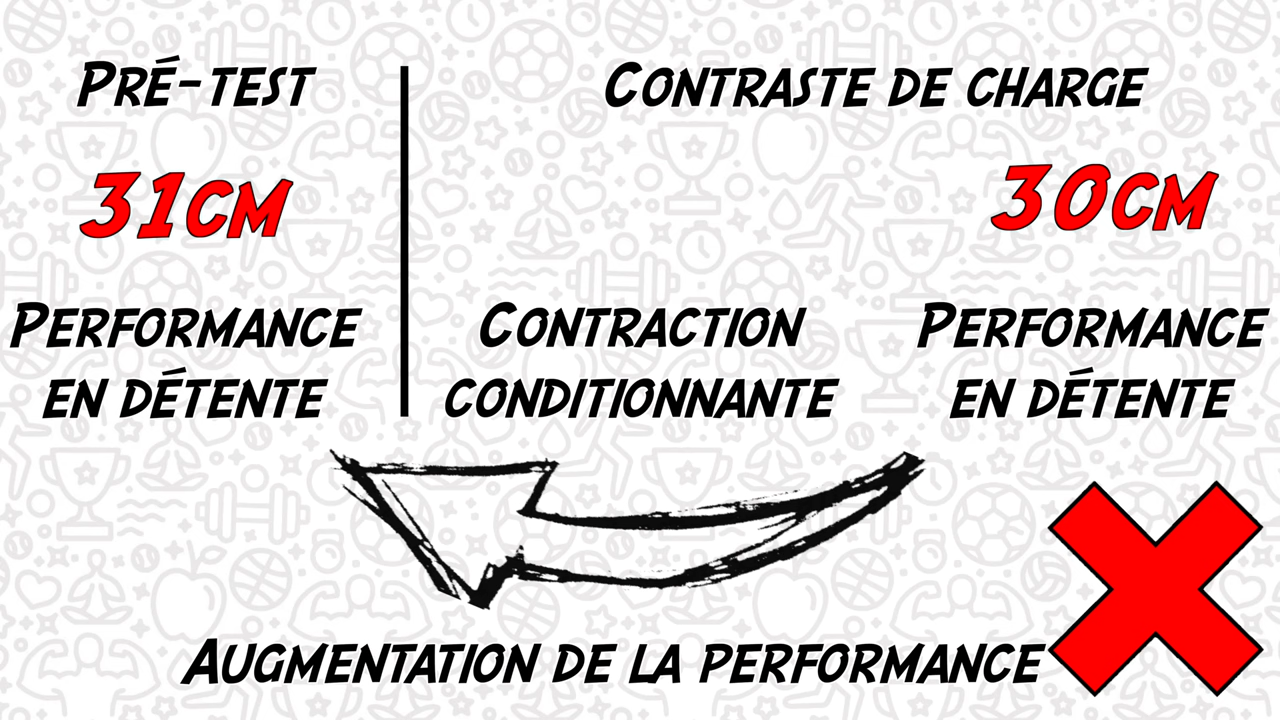 PRÉ-TEST
31CM
PERFORMANCE
EN DÉTENTE
CONTRASTE DE CHARGE
30CM
CONTRACTION
CONDITIONNANTE
PERFORMANCE
EN DÉTENTE
AUGMENTATION DE LA PERFORMANCE